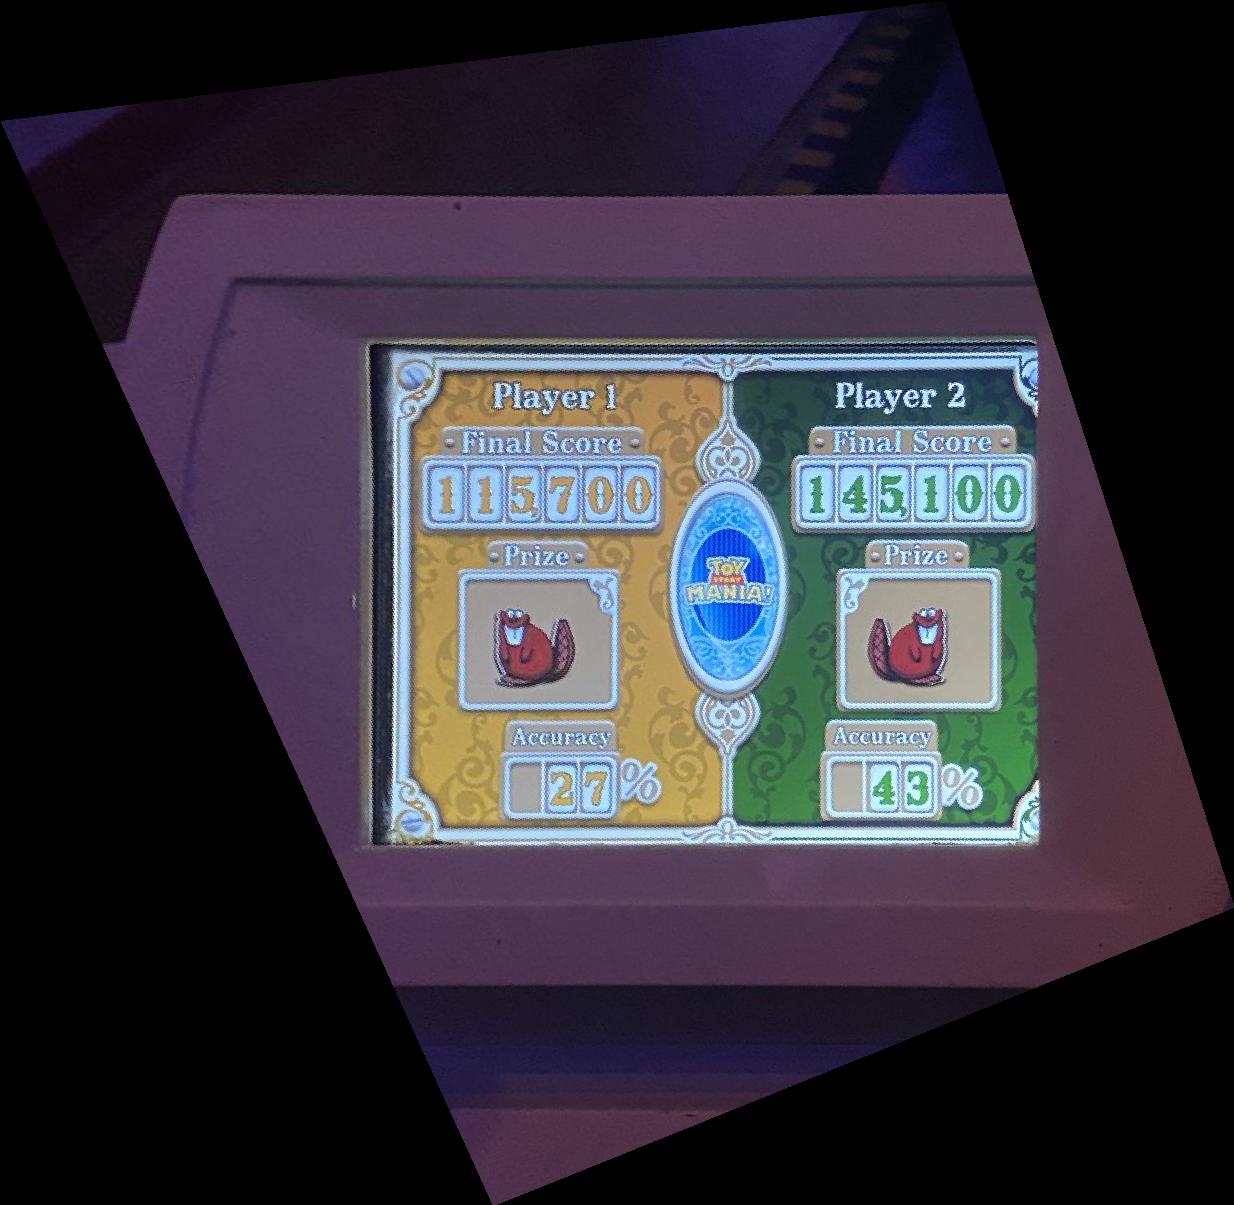 Player 1
Final Score
115,700
Prize
Accuracy
27%
TOY
STORY
MANIA!
Player 2
Final Score
145,100
Prize
Accuracy
43%